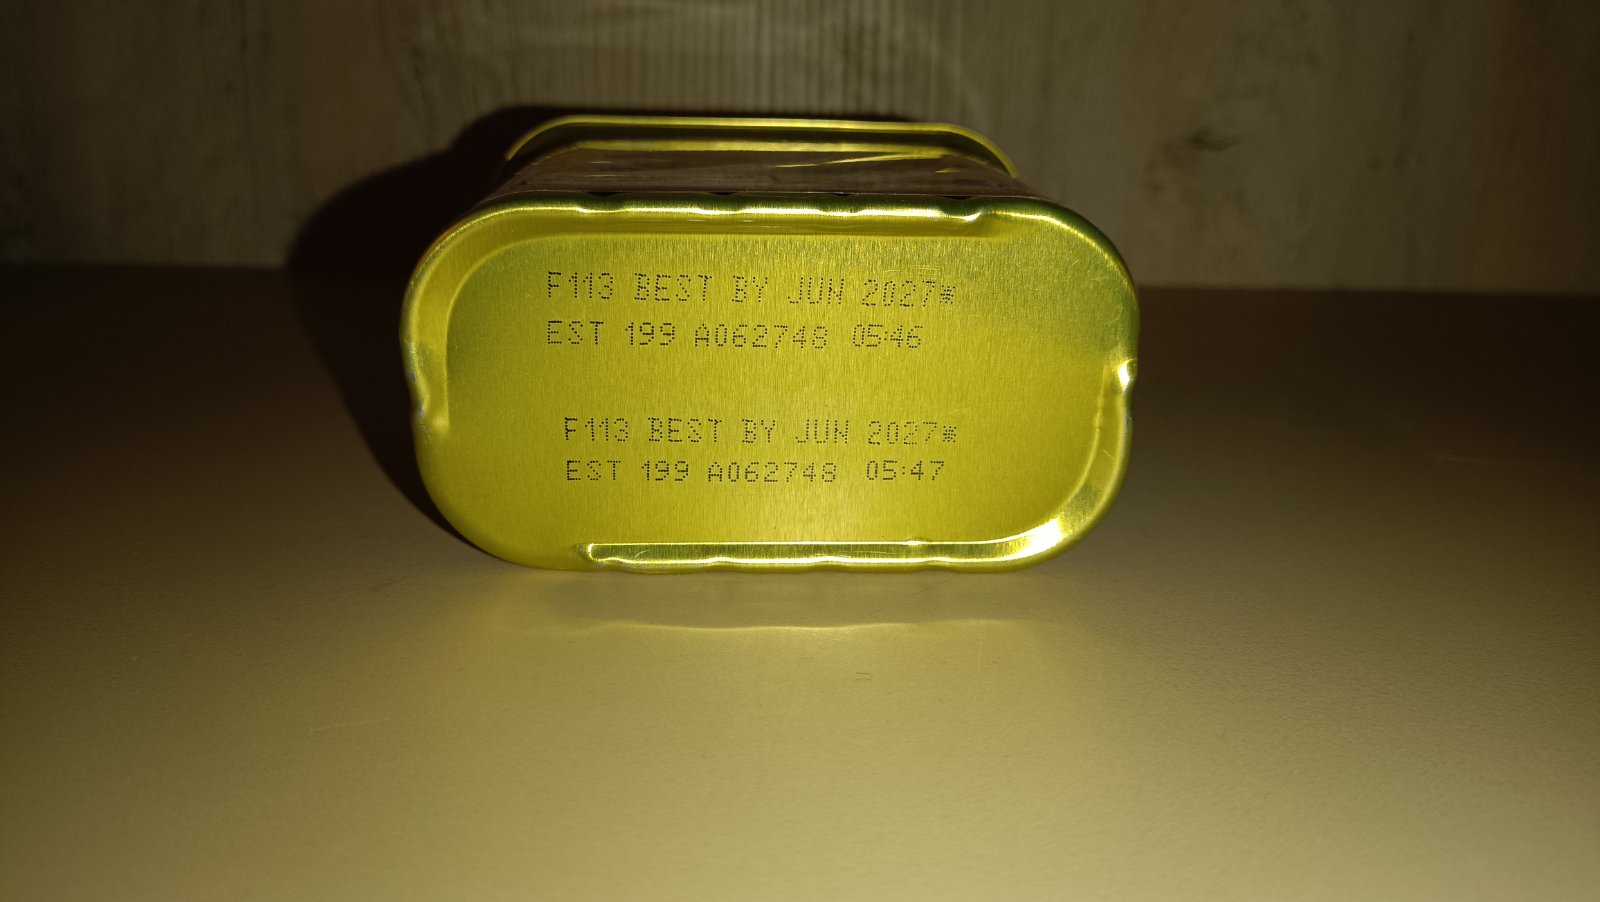 F113 BEST BY JUN 2027*
EST 199 A062748 05:46
F113 BEST BY JUN 2027*
EST 199 A062748 05:47